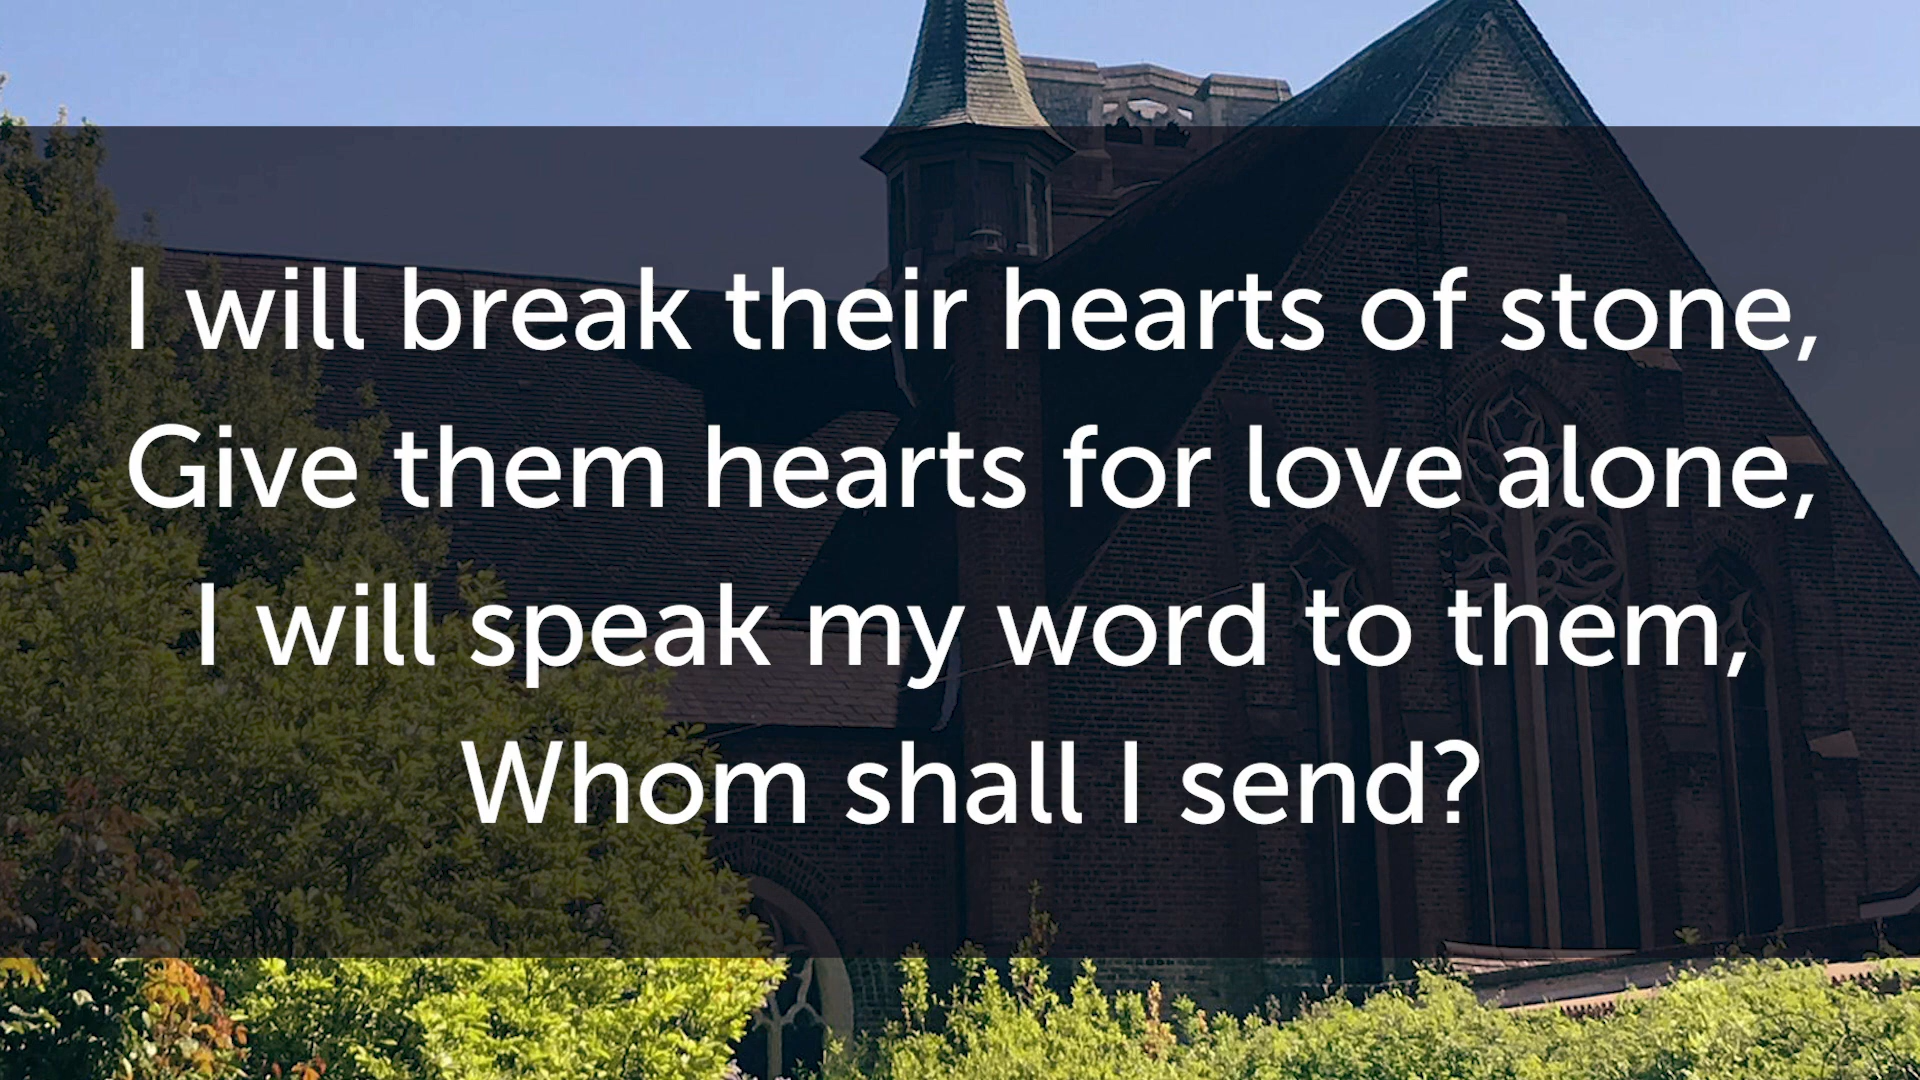 I will break their hearts of stone,
Give them hearts for love alone,
I will speak my word to them,
Whom shall I send?